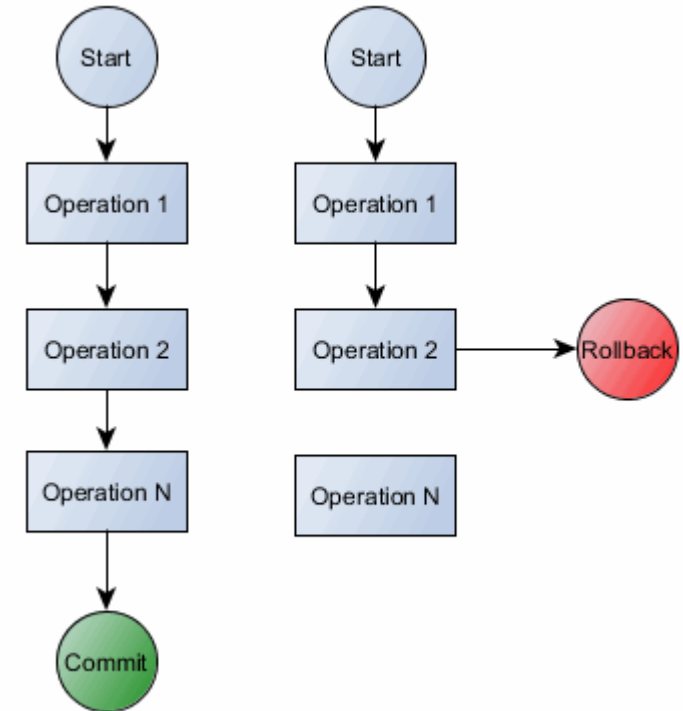 Start
Operation 1
Operation 2
Operation N
Commit
Start
Operation 1
Operation 2
Rollback
Operation N